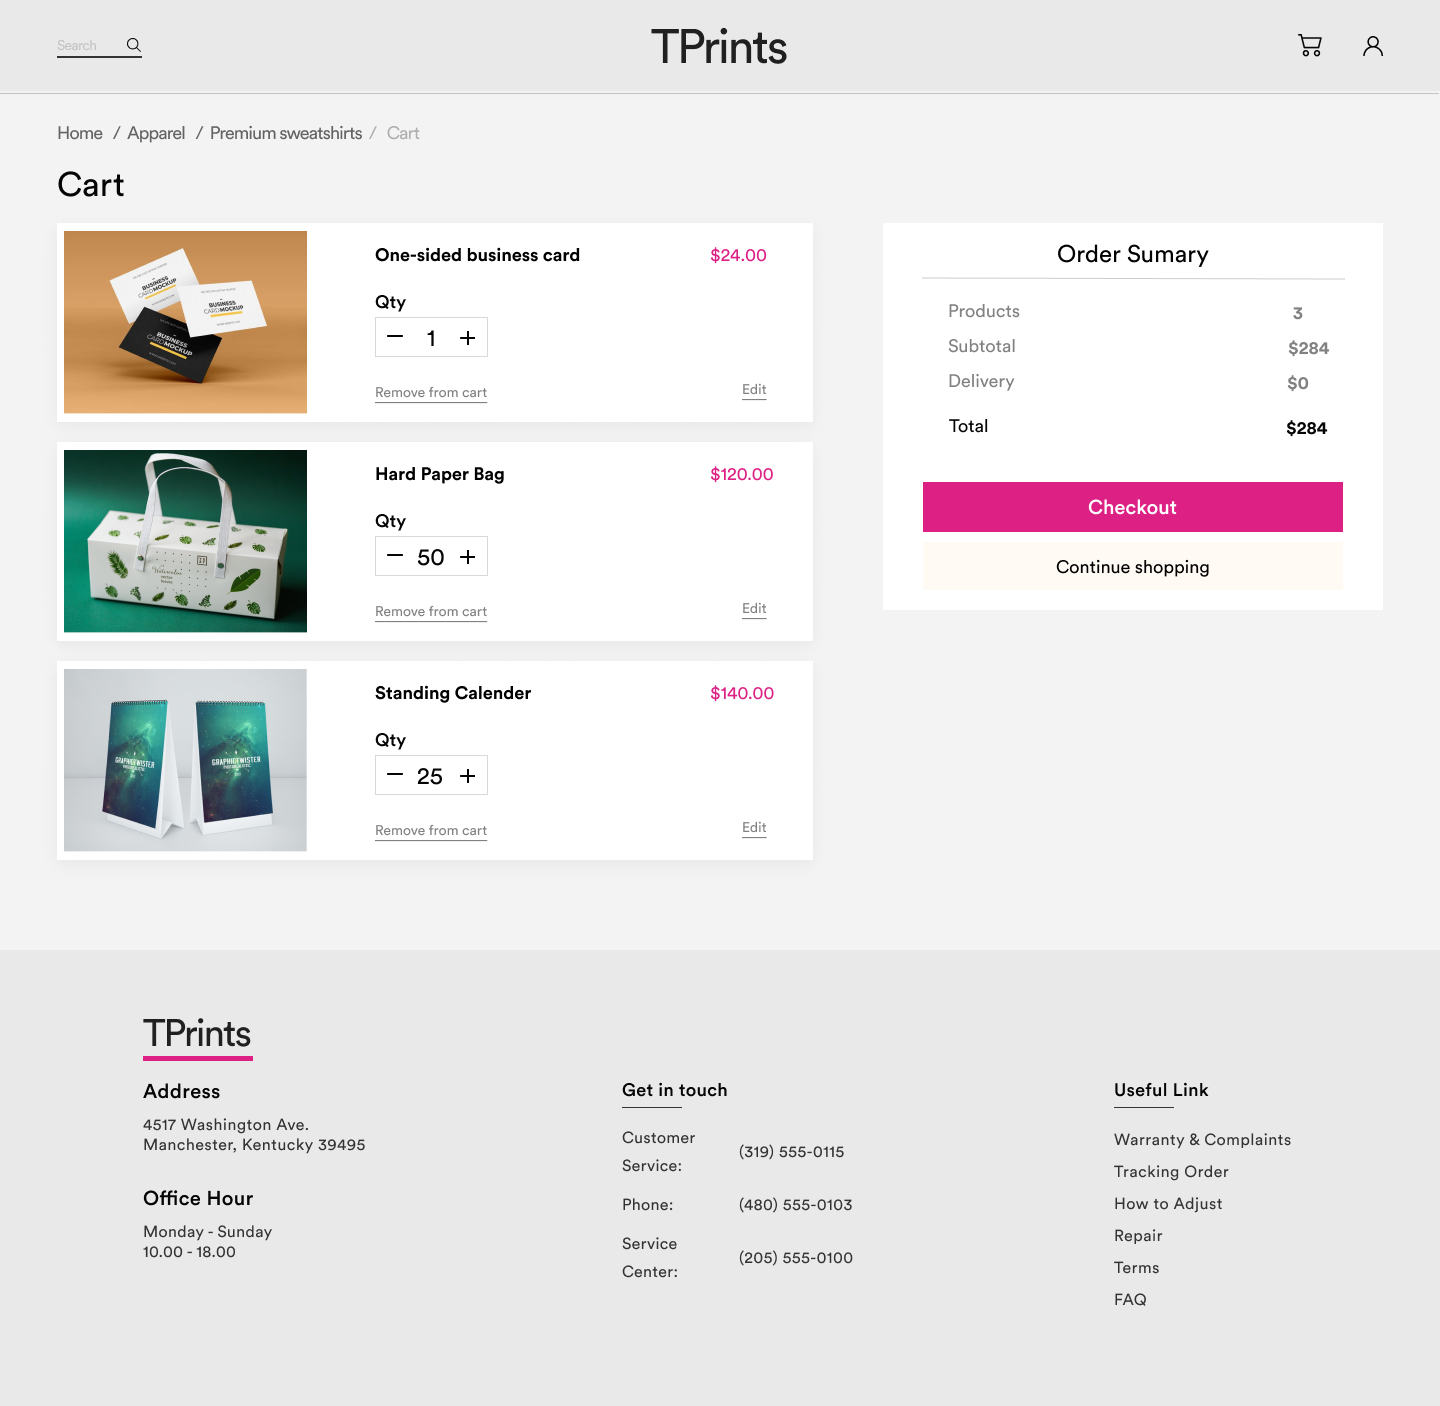 Search
TPrints
Home / Apparel / Premium sweatshirts / Cart
Cart
One-sided business card $24.00
BUSINESS
CARDMOCKUP
BUSINESS
CARDMOCKUP
BUSINESS
CARDMOCKUP
Qty
1
Remove from cart Edit
Hard Paper Bag $120.00
Qty
50
Remove from cart Edit
Standing Calender $140.00
Qty
25
Remove from cart Edit
Order Sumary
Products 3
Subtotal $284
Delivery $0
Total $284
Checkout
Continue shopping
TPrints
Address
4517 Washington Ave.
Manchester, Kentucky 39495
Office Hour
Monday - Sunday
10.00 - 18.00
Get in touch
Customer
Service: (319) 555-0115
Phone: (480) 555-0103
Service
Center: (205) 555-0100
Useful Link
Warranty & Complaints
Tracking Order
How to Adjust
Repair
Terms
FAQ